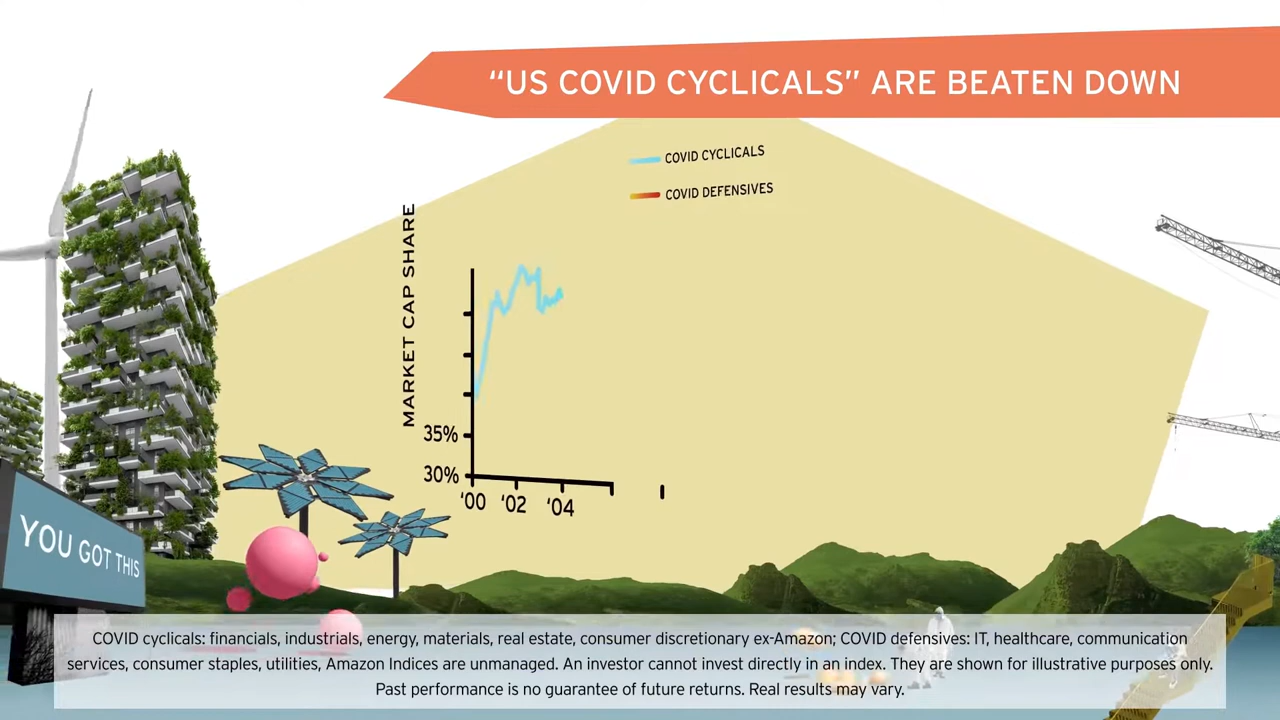 “US COVID CYCLICALS” ARE BEATEN DOWN
COVID CYCLICALS
COVID DEFENSIVES
MARKET CAP SHARE
35%
30%
‘00 ‘02 ‘04
YOU GOT THIS
COVID cyclicals: financials, industrials, energy, materials, real estate, consumer discretionary ex-Amazon; COVID defensives: IT, healthcare, communication
services, consumer staples, utilities, Amazon Indices are unmanaged. An investor cannot invest directly in an index. They are shown for illustrative purposes only.
Past performance is no guarantee of future returns. Real results may vary.